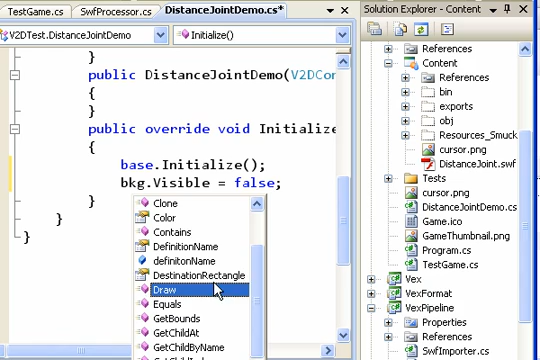 TestGame.cs SwfProcessor.cs DistanceJointDemo.cs*
V2DTest.DistanceJointDemo Initialize()
}
public DistanceJointDemo(V2DCon
{
}
public override void Initialize
{
base.Initialize();
bkg.Visible = false;
}
}
}
Clone
Color
Contains
DefinitionName
definitonName
DestinationRectangle
Draw
Equals
GetBounds
GetChildAt
GetChildByName
Solution Explorer - Content
References
Content
References
bin
exports
obj
Resources_Smuck
cursor.png
DistanceJoint.swf
Tests
cursor.png
DistanceJointDemo.cs
Game.ico
GameThumbnail.png
Program.cs
TestGame.cs
Vex
VexFormat
VexPipeline
Properties
References
SwfImporter.cs